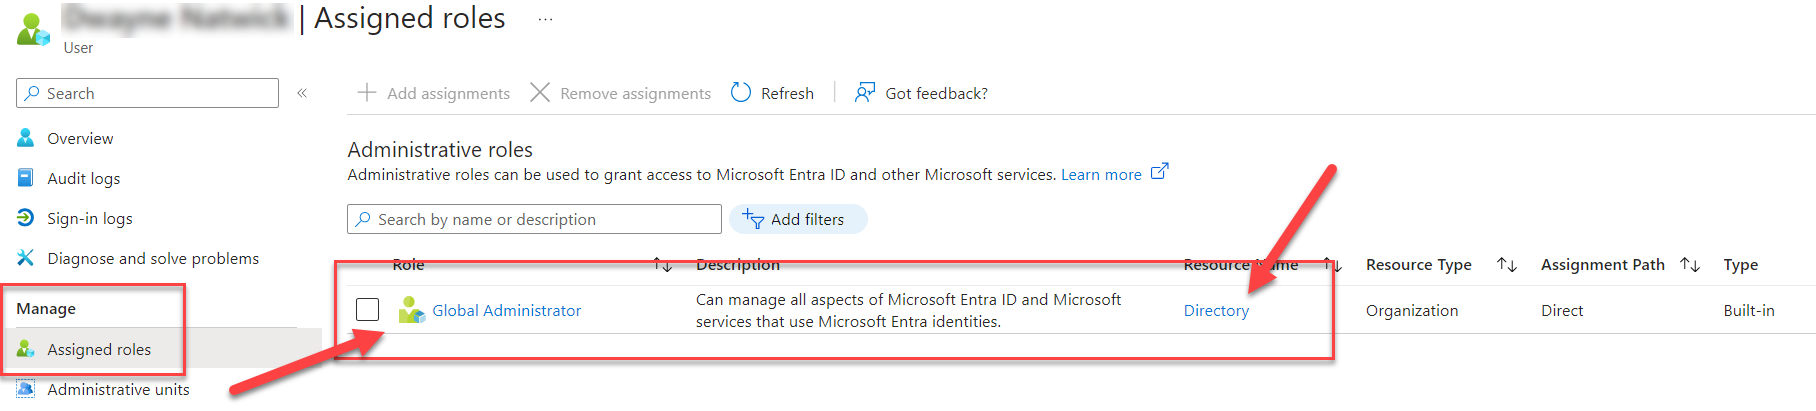 | Assigned roles ...
User
Search «
Add assignments Remove assignments Refresh Got feedback?
Overview
Audit logs
Sign-in logs
Diagnose and solve problems
Manage
Assigned roles
Administrative units
Administrative roles
Administrative roles can be used to grant access to Microsoft Entra ID and other Microsoft services. Learn more
Search by name or description Add filters
Role Description Resource Name Resource Type Assignment Path Type
Global Administrator Can manage all aspects of Microsoft Entra ID and Microsoft services that use Microsoft Entra identities. Directory Organization Direct Built-in